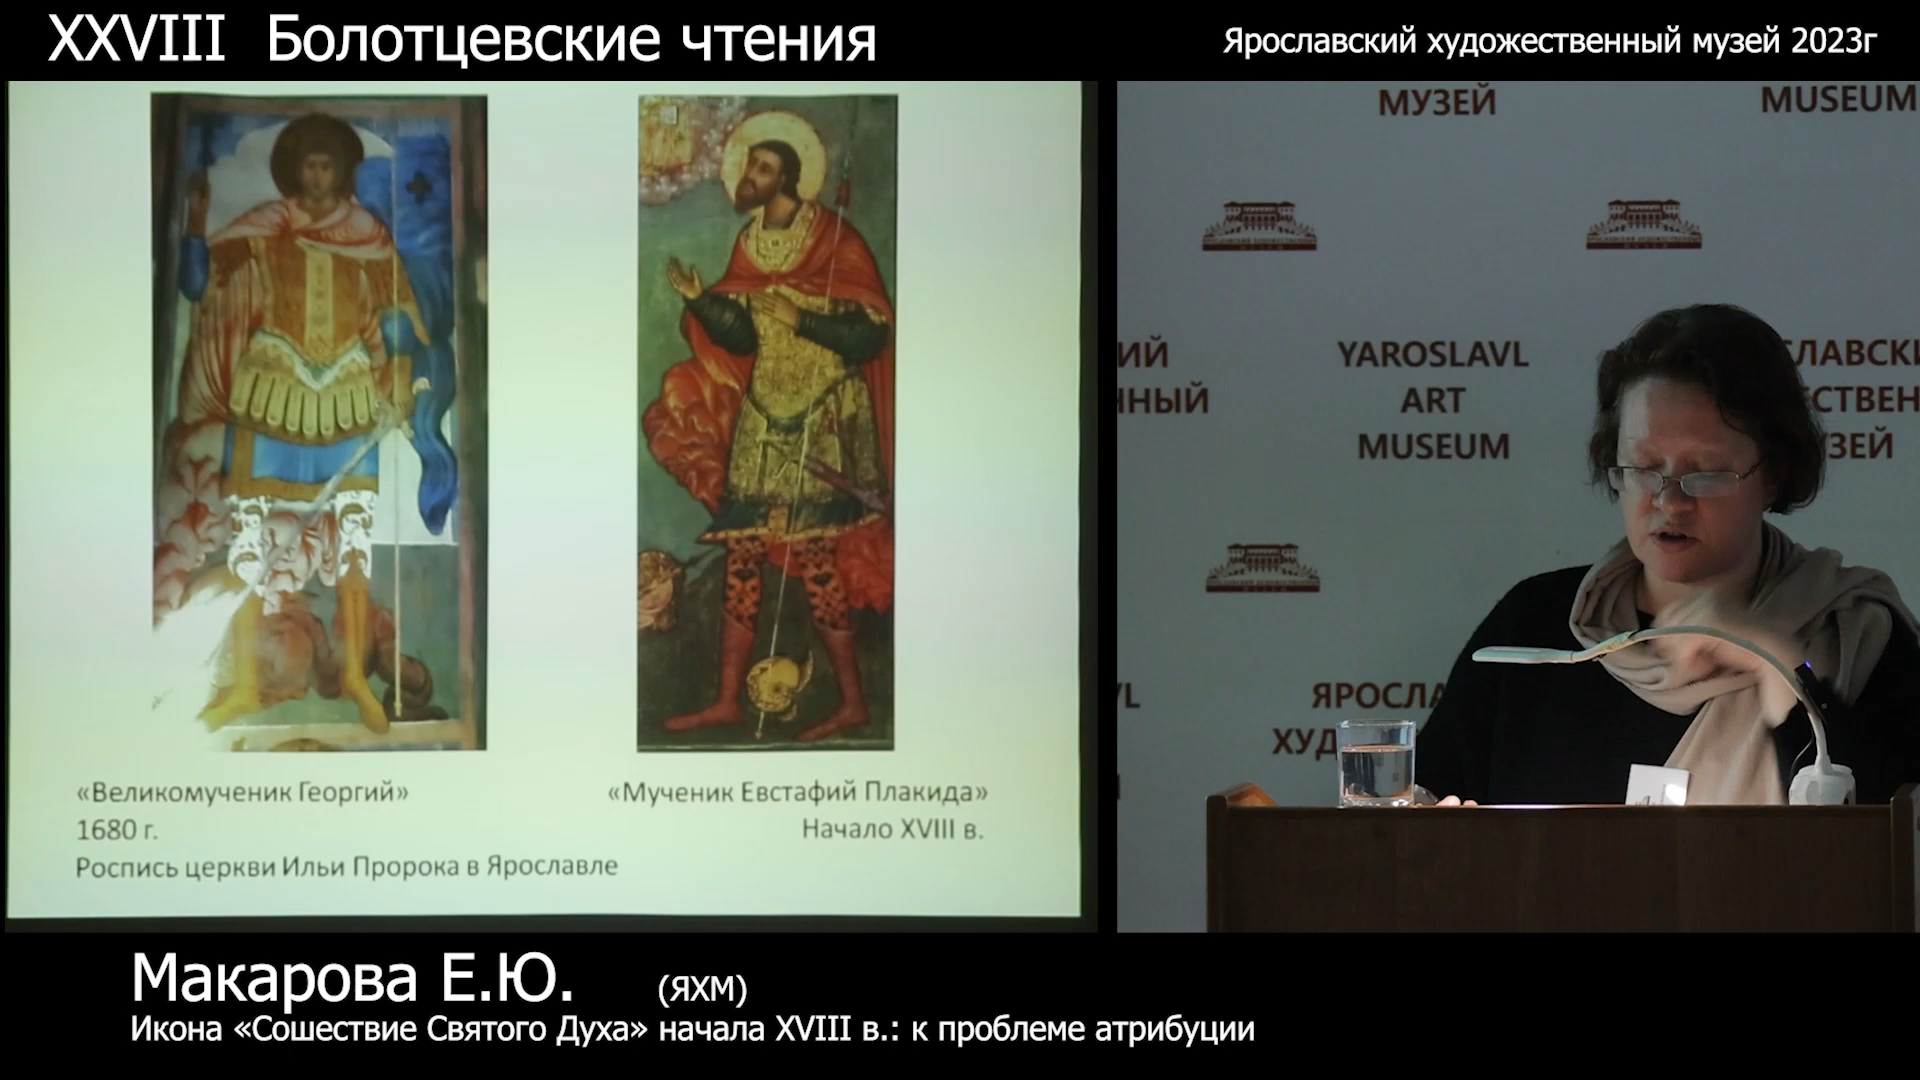 XXVIII Болотцевские чтения
Ярославский художественный музей 2023г
«Великомученик Георгий»
1680 г.
Роспись церкви Ильи Пророка в Ярославле
«Мученик Евстафий Плакида»
Начало XVIII в.
МУЗЕЙ
MUSEUM
YAROSLAVL
ART
MUSEUM
Макарова Е.Ю. (ЯХМ)
Икона «Сошествие Святого Духа» начала XVIII в.: к проблеме атрибуции